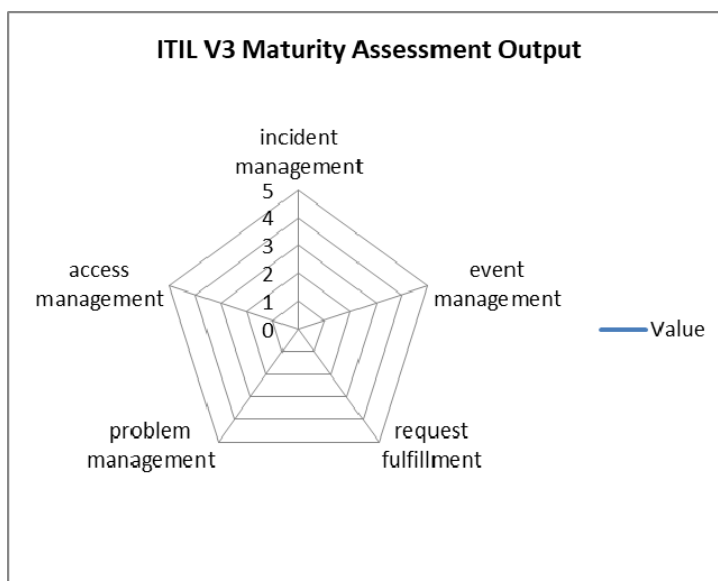 ITIL V3 Maturity Assessment Output
incident
management
5
4
3
2
1
0
access
management
event
management
Value
problem
management
request
fulfillment